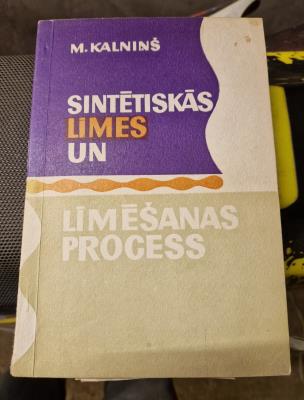 M. KALNIŅŠ
SINTĒTISKĀS
LĪMES
UN
LĪMĒŠANAS
PROCESS